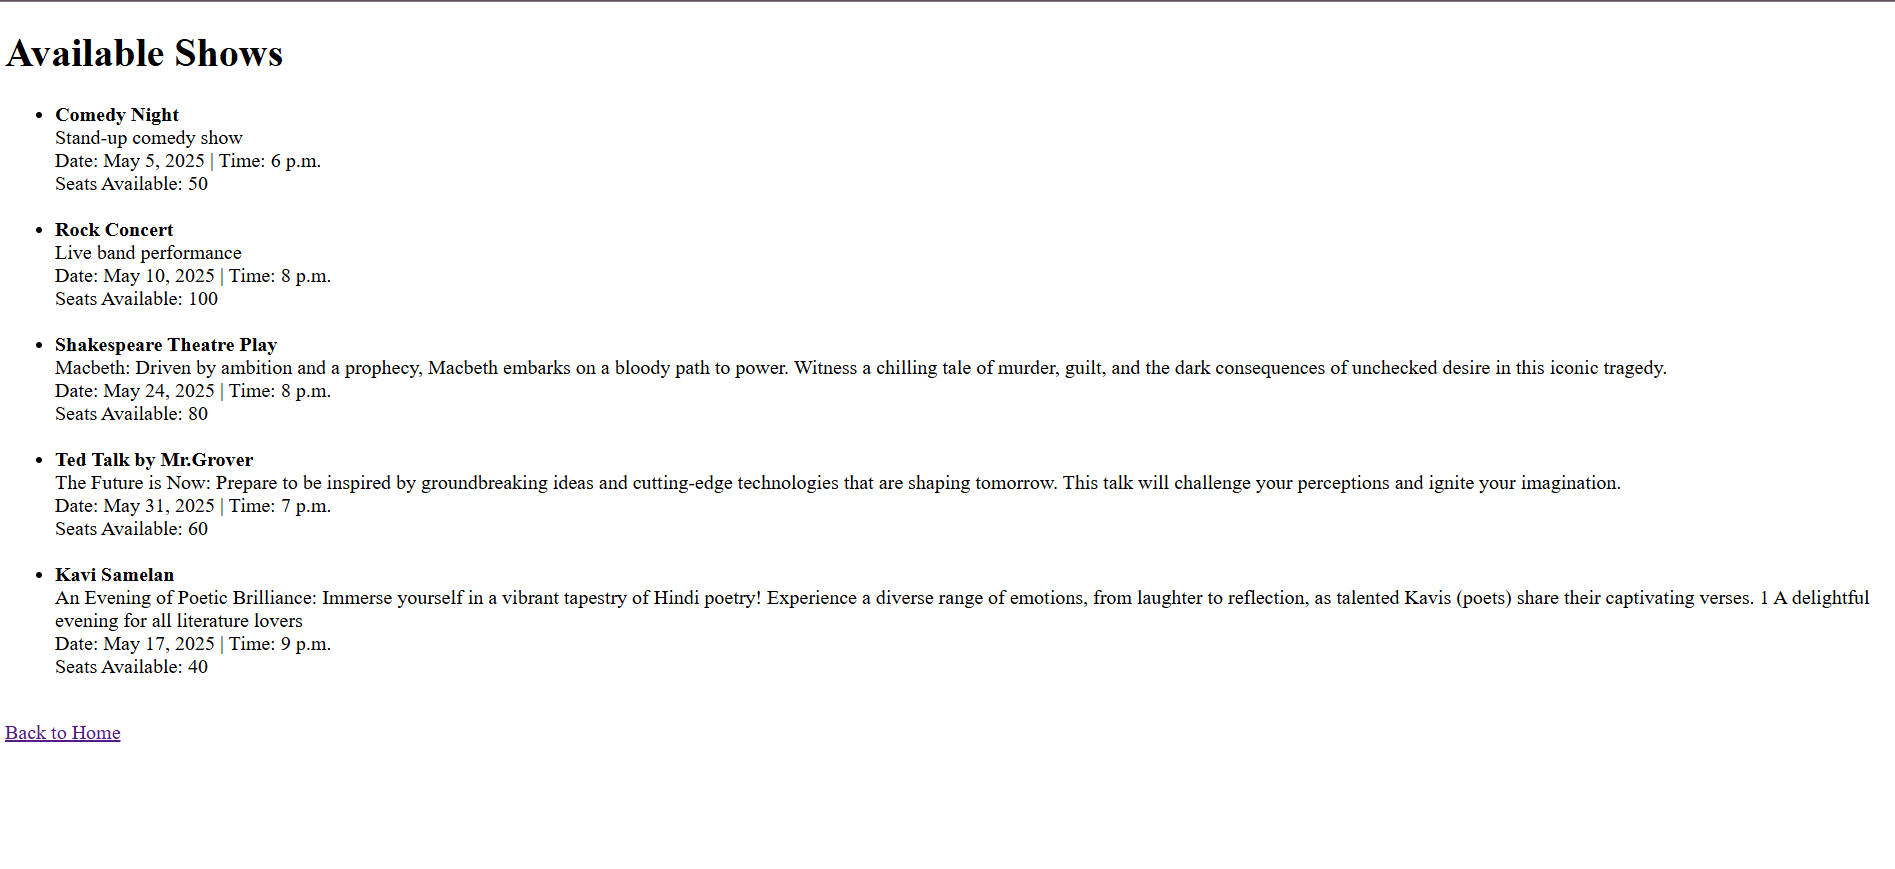 Available Shows
Comedy Night
Stand-up comedy show
Date: May 5, 2025 | Time: 6 p.m.
Seats Available: 50
Rock Concert
Live band performance
Date: May 10, 2025 | Time: 8 p.m.
Seats Available: 100
Shakespeare Theatre Play
Macbeth: Driven by ambition and a prophecy, Macbeth embarks on a bloody path to power. Witness a chilling tale of murder, guilt, and the dark consequences of unchecked desire in this iconic tragedy.
Date: May 24, 2025 | Time: 8 p.m.
Seats Available: 80
Ted Talk by Mr.Grover
The Future is Now: Prepare to be inspired by groundbreaking ideas and cutting-edge technologies that are shaping tomorrow. This talk will challenge your perceptions and ignite your imagination.
Date: May 31, 2025 | Time: 7 p.m.
Seats Available: 60
Kavi Samelan
An Evening of Poetic Brilliance: Immerse yourself in a vibrant tapestry of Hindi poetry! Experience a diverse range of emotions, from laughter to reflection, as talented Kavis (poets) share their captivating verses. 1 A delightful
evening for all literature lovers
Date: May 17, 2025 | Time: 9 p.m.
Seats Available: 40
Back to Home